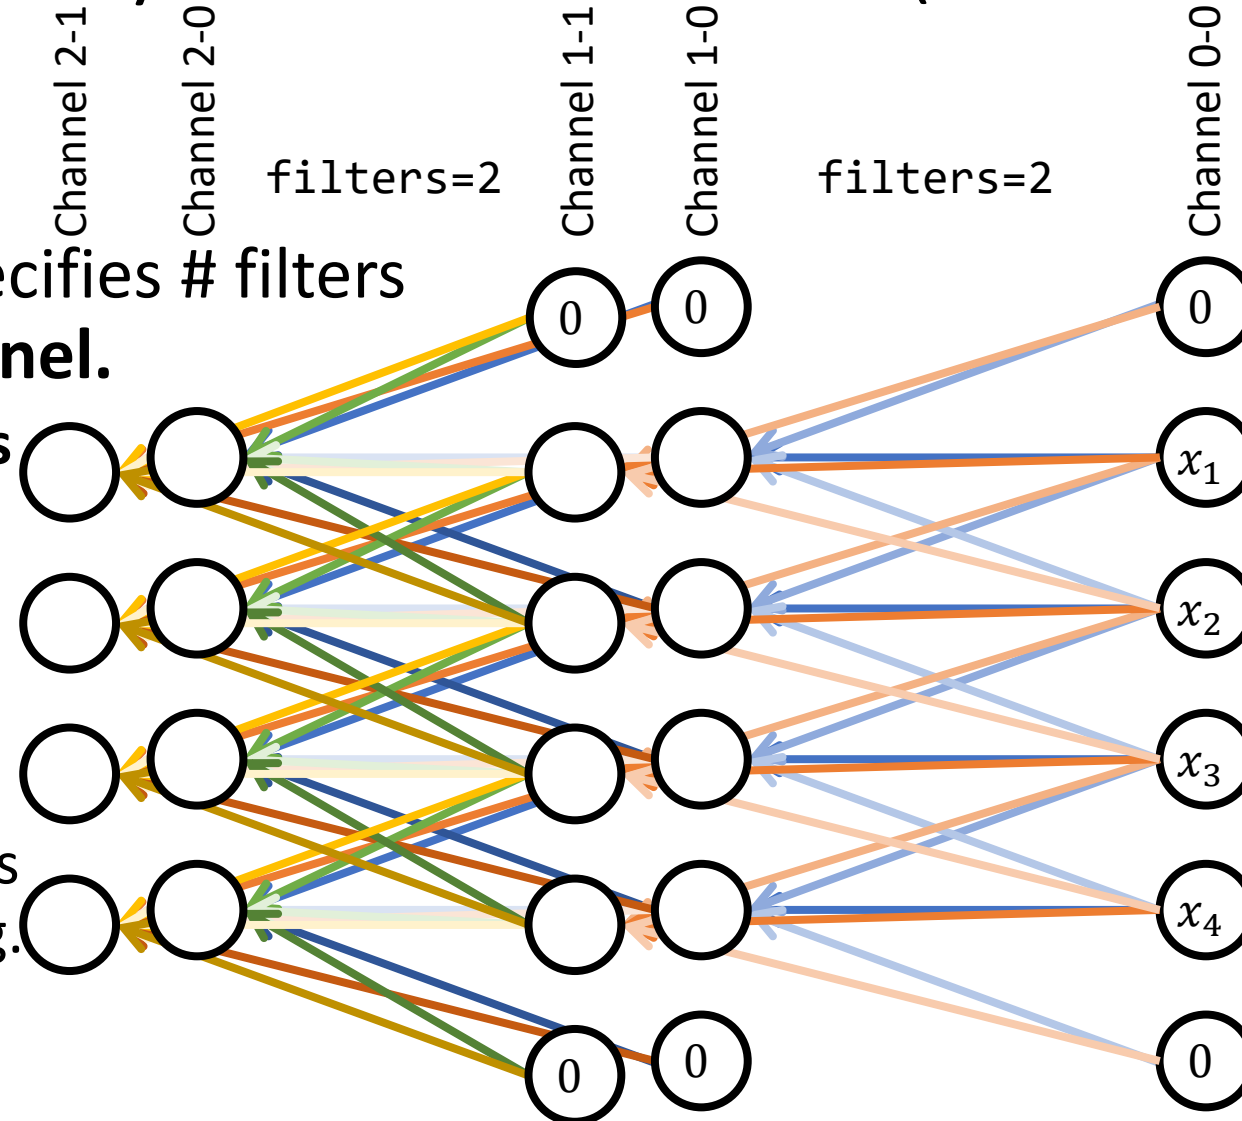 Channel 2-1
Channel 2-0
Channel 1-1
Channel 1-0
Channel 0-0
filters=2
filters=2
ecifies # filters
nel.
s
s
g.
0
0
0
x₁
x₂
x₃
x₄
0
0
0